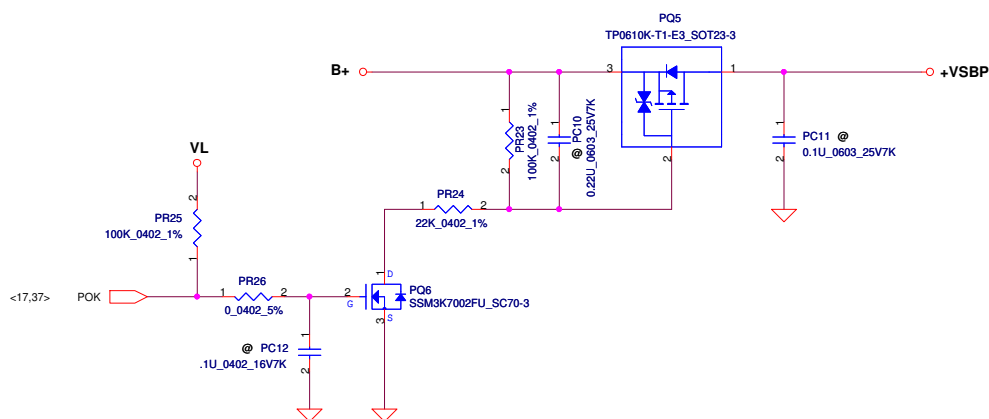 PQ5
TP0610K-T1-E3_SOT23-3
B+
3
1
+VSBP
1
2
PR23
100K_0402_1%
1
2
@ PC10
0.22U_0603_25V7K
2
1
2
PC11 @
0.1U_0603_25V7K
VL
2
PR25
100K_0402_1%
1
PR24
1
2
22K_0402_1%
<17,37>
POK
PR26
1
2
0_0402_5%
1
D
2
G
PQ6
SSM3K7002FU_SC70-3
3
S
1
@ PC12
.1U_0402_16V7K
2